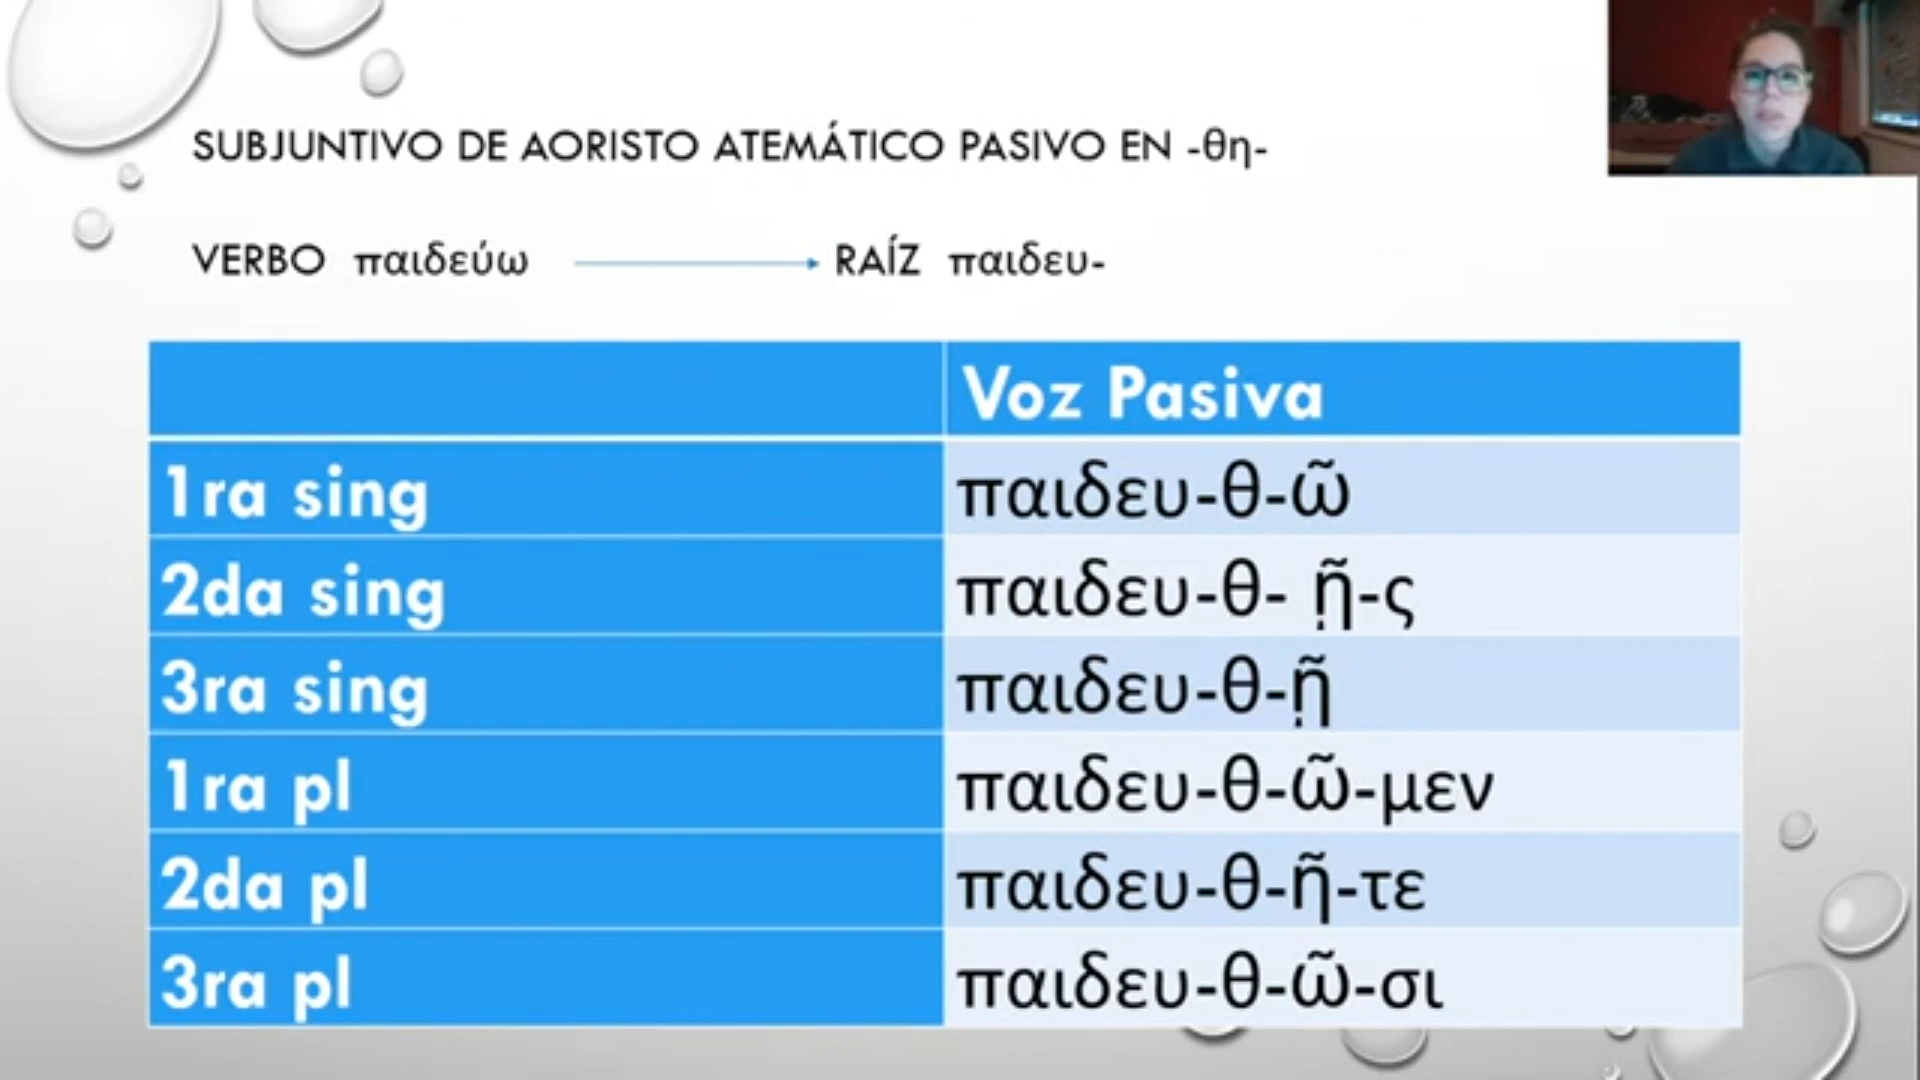 SUBJUNTIVO DE AORISTO ATEMÁTICO PASIVO EN -θη-
VERBO παιδεύω RAÍZ παιδευ-
Voz Pasiva
1ra sing παιδευ-θ-ῶ
2da sing παιδευ-θ- ῇ-ς
3ra sing παιδευ-θ-ῇ
1ra pl παιδευ-θ-ῶ-μεν
2da pl παιδευ-θ-ῆ-τε
3ra pl παιδευ-θ-ῶ-σι